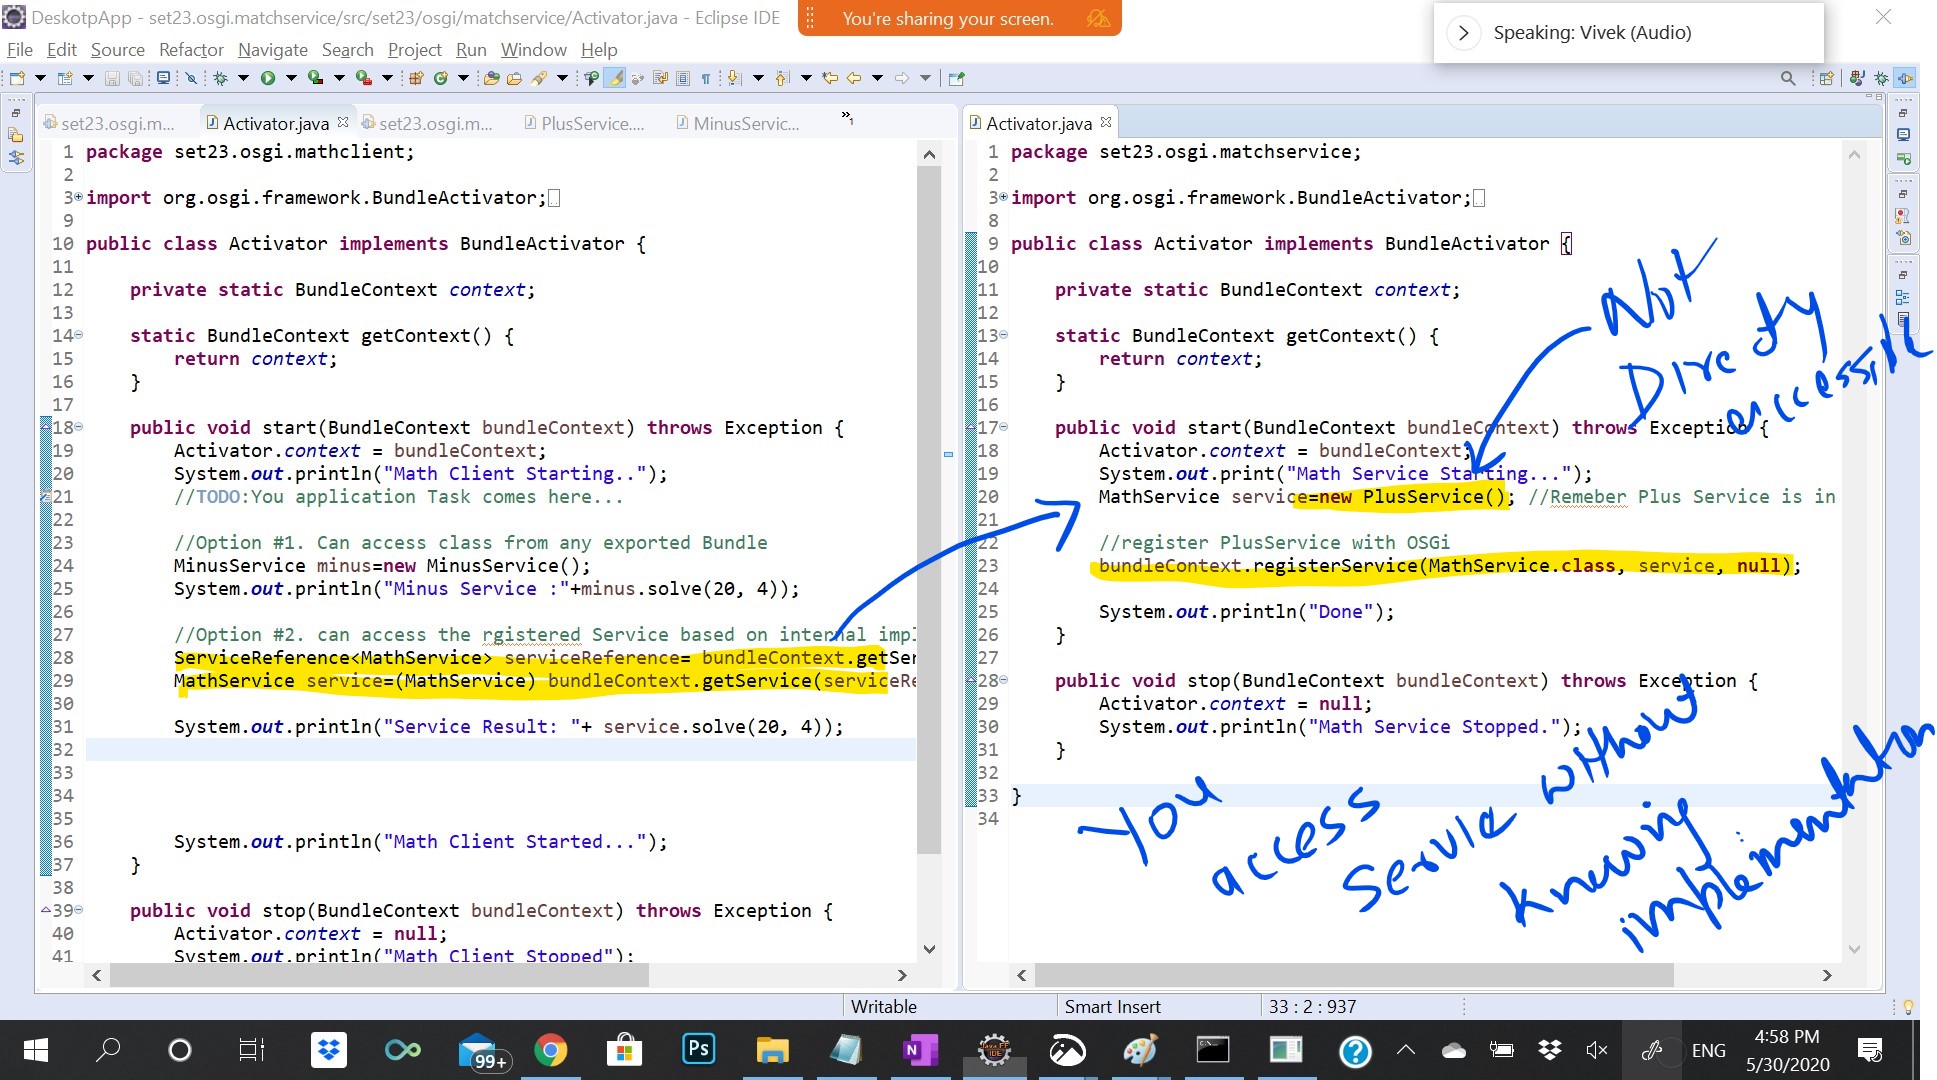 DeskotpApp - set23.osgi.matchservice/src/set23/osgi/matchservice/Activator.java - Eclipse IDE
You're sharing your screen.
Speaking: Vivek (Audio)
File Edit Source Refactor Navigate Search Project Run Window Help
set23.osgi.m... Activator.java set23.osgi.m... PlusService.... MinusServic... »1
1 package set23.osgi.mathclient;
2
3 import org.osgi.framework.BundleActivator;
9
10 public class Activator implements BundleActivator {
11
12 private static BundleContext context;
13
14 static BundleContext getContext() {
15 return context;
16 }
17
18 public void start(BundleContext bundleContext) throws Exception {
19 Activator.context = bundleContext;
20 System.out.println("Math Client Starting..");
21 //TODO:You application Task comes here...
22
23 //Option #1. Can access class from any exported Bundle
24 MinusService minus=new MinusService();
25 System.out.println("Minus Service :"+minus.solve(20, 4));
26
27 //Option #2. can access the rgistered Service based on internal impl
28 ServiceReference<MathService> serviceReference= bundleContext.getSer
29 MathService service=(MathService) bundleContext.getService(serviceRe
30
31 System.out.println("Service Result: "+ service.solve(20, 4));
32
33
34
35
36 System.out.println("Math Client Started...");
37 }
38
39 public void stop(BundleContext bundleContext) throws Exception {
40 Activator.context = null;
41 System.out.println("Math Client Stopped");
Activator.java
1 package set23.osgi.matchservice;
2
3 import org.osgi.framework.BundleActivator;
8
9 public class Activator implements BundleActivator {
10
11 private static BundleContext context;
12
13 static BundleContext getContext() {
14 return context;
15 }
16
17 public void start(BundleContext bundleContext) throws Exception {
18 Activator.context = bundleContext;
19 System.out.print("Math Service Starting...");
20 MathService service=new PlusService(); //Remeber Plus Service is in
21
22 //register PlusService with OSGi
23 bundleContext.registerService(MathService.class, service, null);
24
25 System.out.println("Done");
26 }
27
28 public void stop(BundleContext bundleContext) throws Exception {
29 Activator.context = null;
30 System.out.println("Math Service Stopped.");
31 }
32
33 }
34
Not
Directly
accessible
You access Service without
knewing implementation
Writable Smart Insert 33 : 2 : 937
99+ Ps N Java EE IDE ? ENG 4:58 PM
5/30/2020